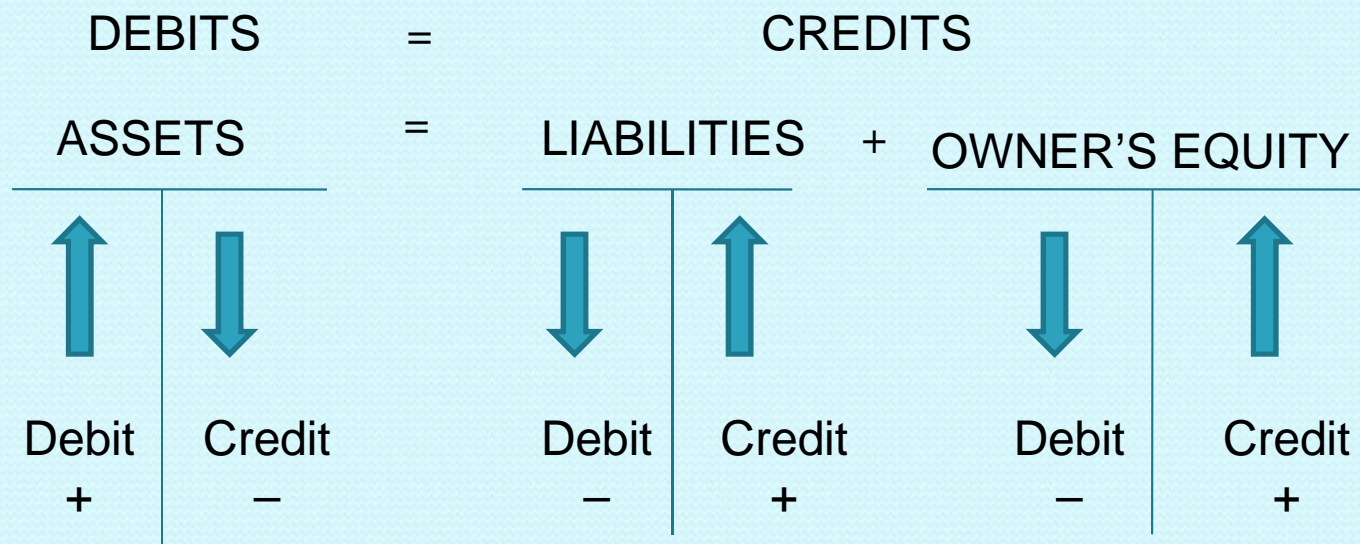 DEBITS = CREDITS
ASSETS = LIABILITIES + OWNER’S EQUITY
Debit Credit Debit Credit Debit Credit
+ – – + – +